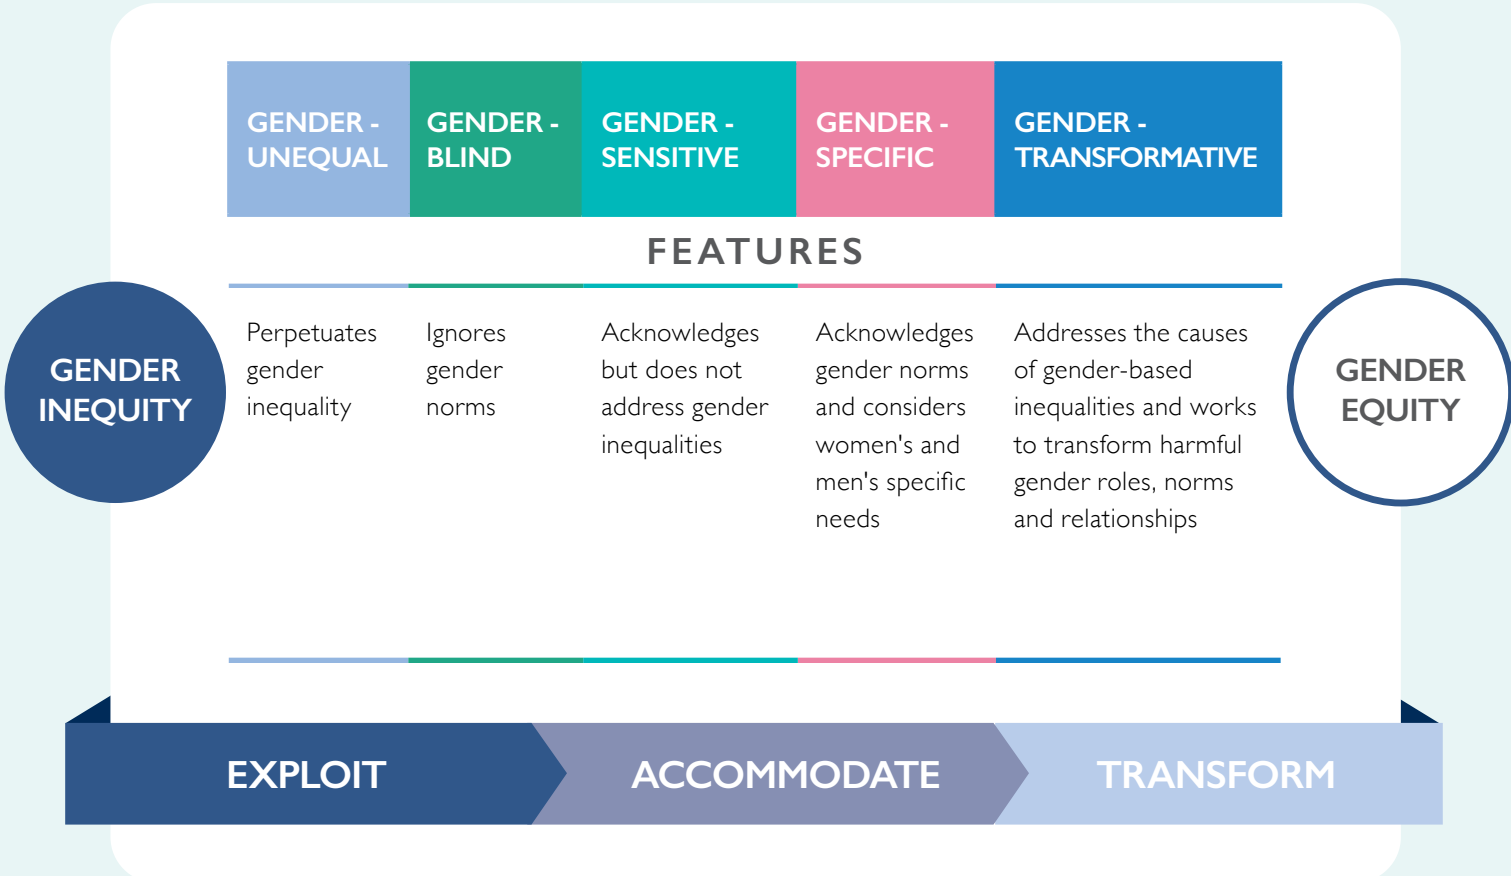 GENDER -
UNEQUAL
GENDER -
BLIND
GENDER -
SENSITIVE
GENDER -
SPECIFIC
GENDER -
TRANSFORMATIVE
FEATURES
GENDER
INEQUITY
Perpetuates
gender
inequality
Ignores
gender
norms
Acknowledges
but does not
address gender
inequalities
Acknowledges
gender norms
and considers
women's and
men's specific
needs
Addresses the causes
of gender-based
inequalities and works
to transform harmful
gender roles, norms
and relationships
GENDER
EQUITY
EXPLOIT
ACCOMMODATE
TRANSFORM